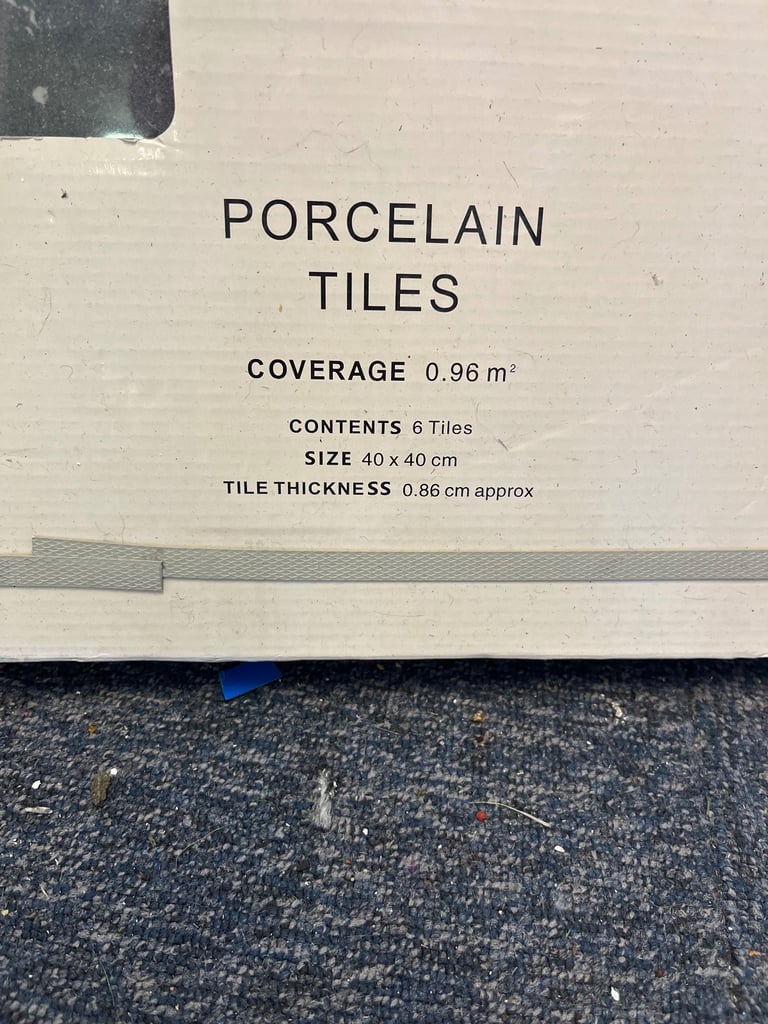 PORCELAIN
TILES
COVERAGE 0.96 m²
CONTENTS 6 Tiles
SIZE 40 x 40 cm
TILE THICKNESS 0.86 cm approx